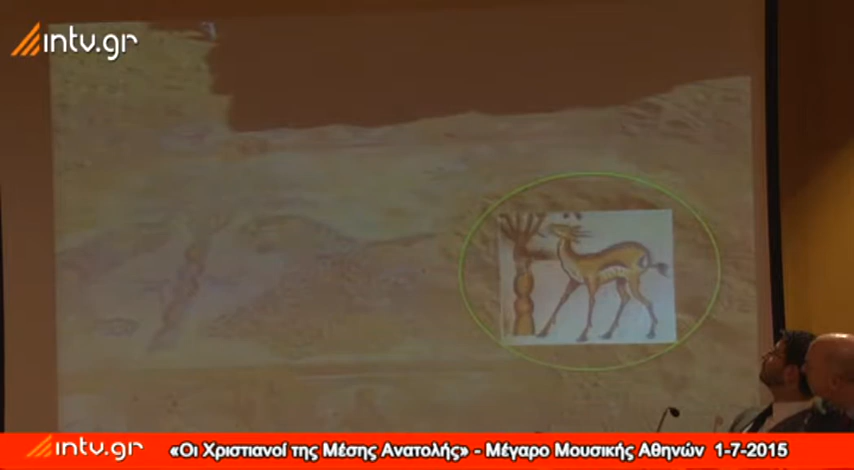 intv.gr
intv.gr «Οι Χριστιανοί της Μέσης Ανατολής» - Μέγαρο Μουσικής Αθηνών 1-7-2015